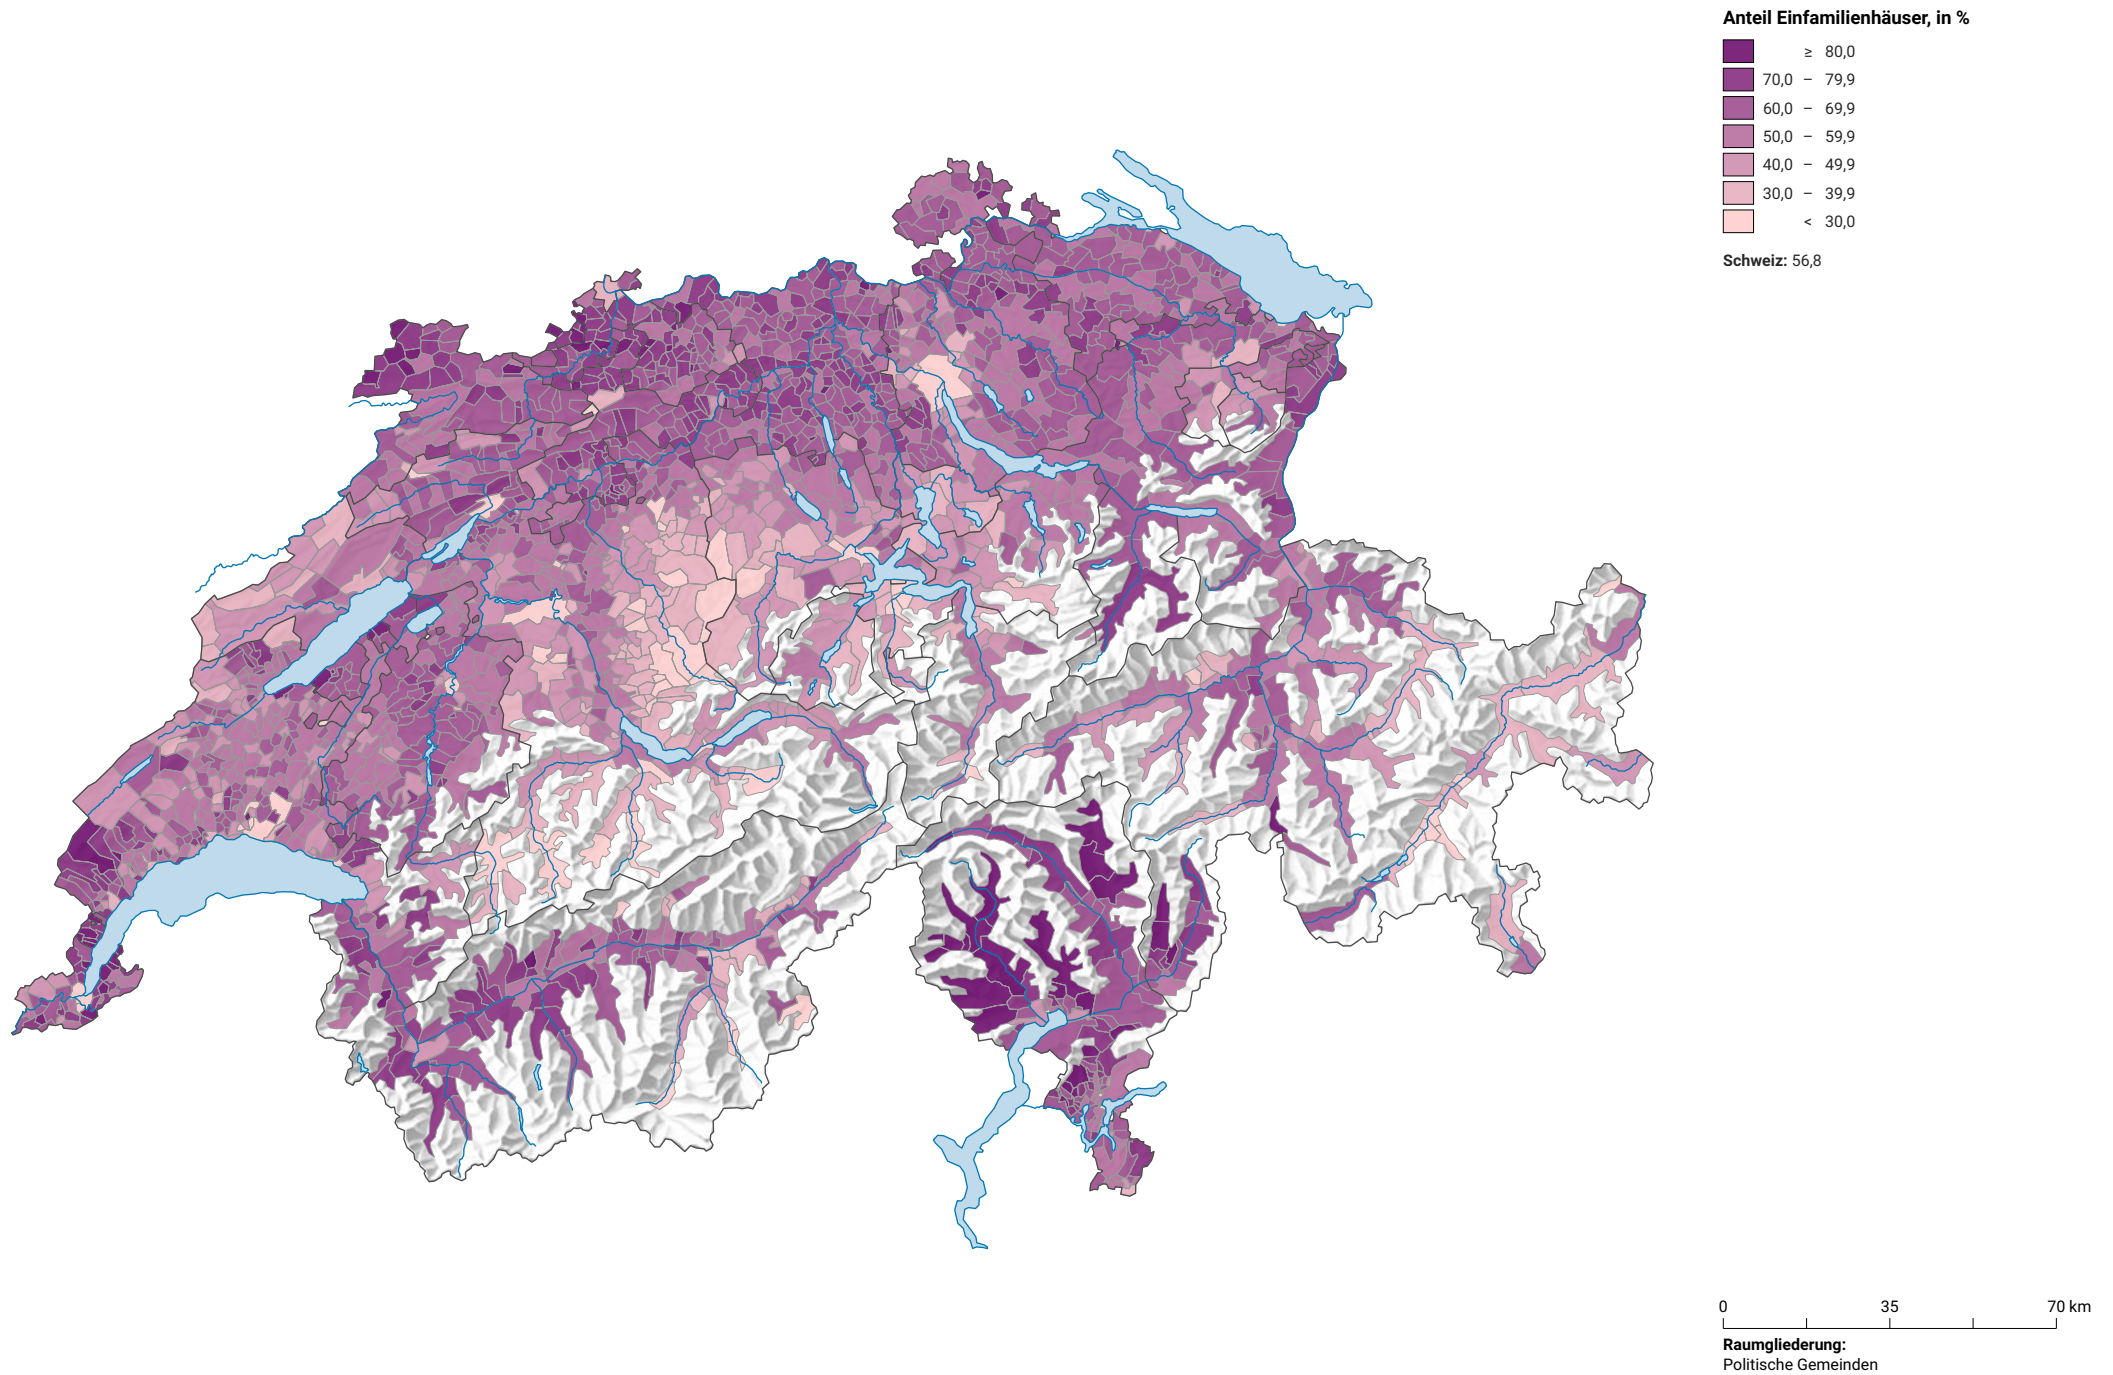 Anteil Einfamilienhäuser, in %
≥ 80,0
70,0 – 79,9
60,0 – 69,9
50,0 – 59,9
40,0 – 49,9
30,0 – 39,9
< 30,0
Schweiz: 56,8
0 35 70 km
Raumgliederung:
Politische Gemeinden